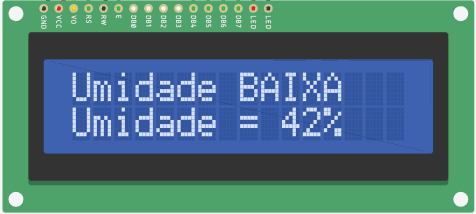 GND VCC VO RS RW E DB0 DB1 DB2 DB3 DB4 DB5 DB6 DB7 LED LED
Umidade BAIXA
Umidade = 42%